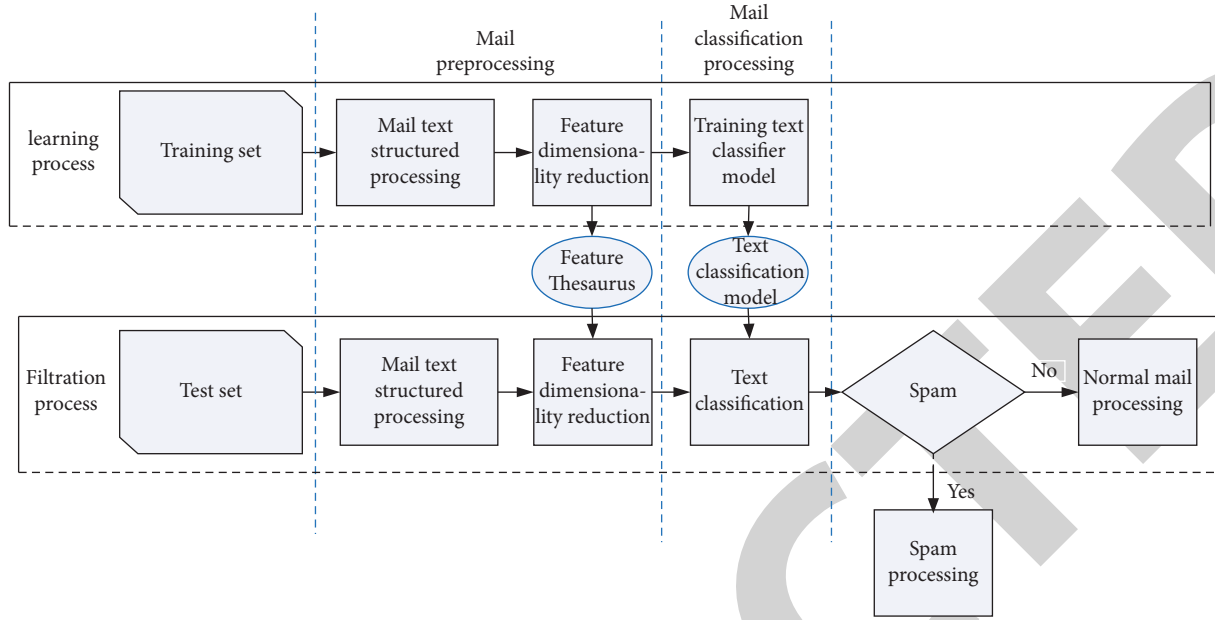 Mail
preprocessing
Mail
classification
processing
learning
process
Training set
Mail text
structured
processing
Feature
dimensiona-
lity reduction
Training text
classifier
model
Feature
Thesaurus
Text
classification
model
Filtration
process
Test set
Mail text
structured
processing
Feature
dimensiona-
lity reduction
Text
classification
Spam
No
Normal mail
processing
Yes
Spam
processing
CTED